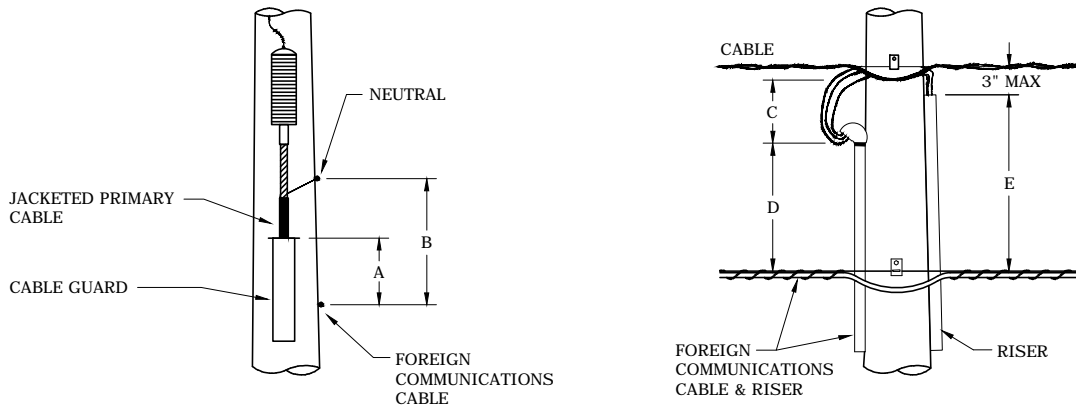 NEUTRAL
JACKETED PRIMARY
CABLE
B
A
CABLE GUARD
FOREIGN
COMMUNICATIONS
CABLE
CABLE
3" MAX
C
E
D
FOREIGN
COMMUNICATIONS
CABLE & RISER
RISER